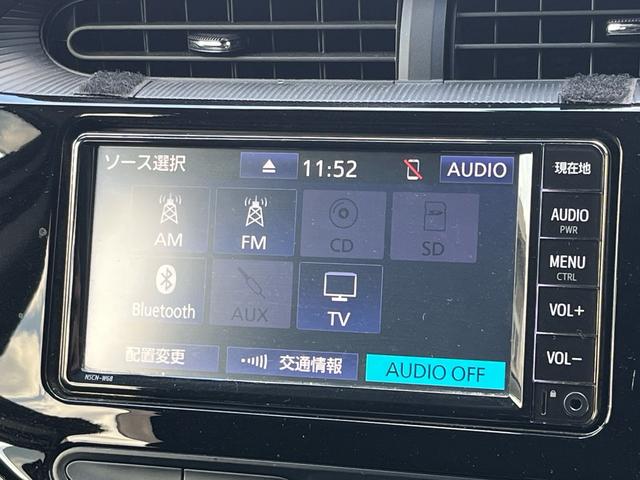 ソース選択
11:52
AUDIO
AM
FM
CD
SD
Bluetooth
AUX
TV
配置変更
交通情報
AUDIO OFF
NSCN-W68
現在地
AUDIO
PWR
MENU
CTRL
VOL+
VOL−